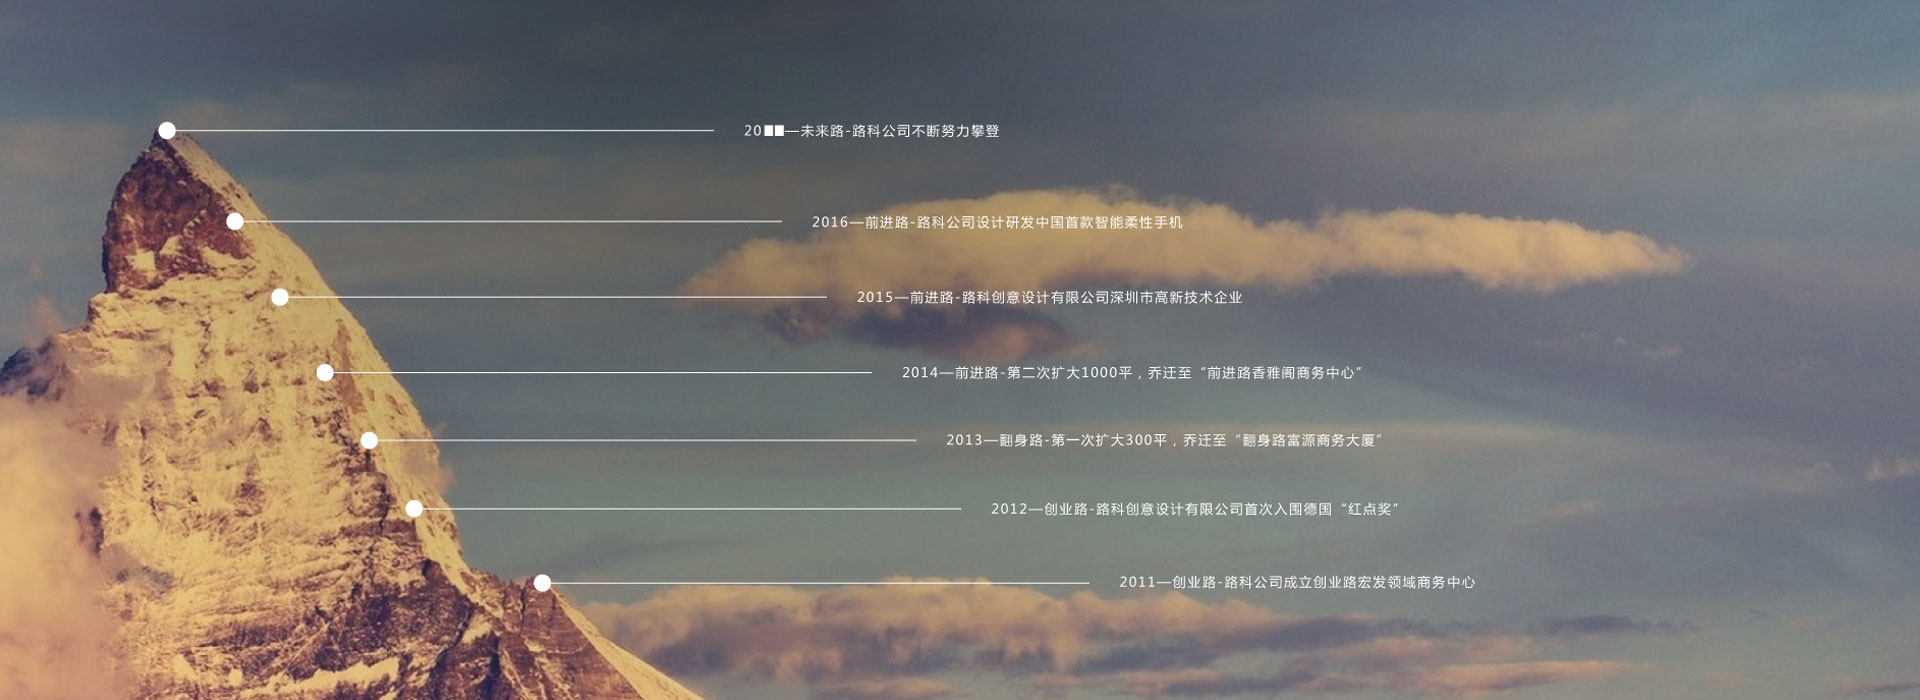 20■■—未来路-路科公司不断努力攀登
2016—前进路-路科公司设计研发中国首款智能柔性手机
2015—前进路-路科创意设计有限公司深圳市高新技术企业
2014—前进路-第二次扩大1000平，乔迁至“前进路香雅阁商务中心”
2013—翻身路-第一次扩大300平，乔迁至“翻身路富源商务大厦”
2012—创业路-路科创意设计有限公司首次入围德国“红点奖”
2011—创业路-路科公司成立创业路宏发领域商务中心